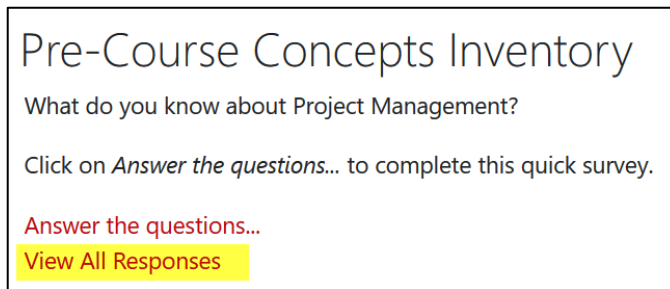 Pre-Course Concepts Inventory
What do you know about Project Management?
Click on Answer the questions... to complete this quick survey.
Answer the questions...
View All Responses